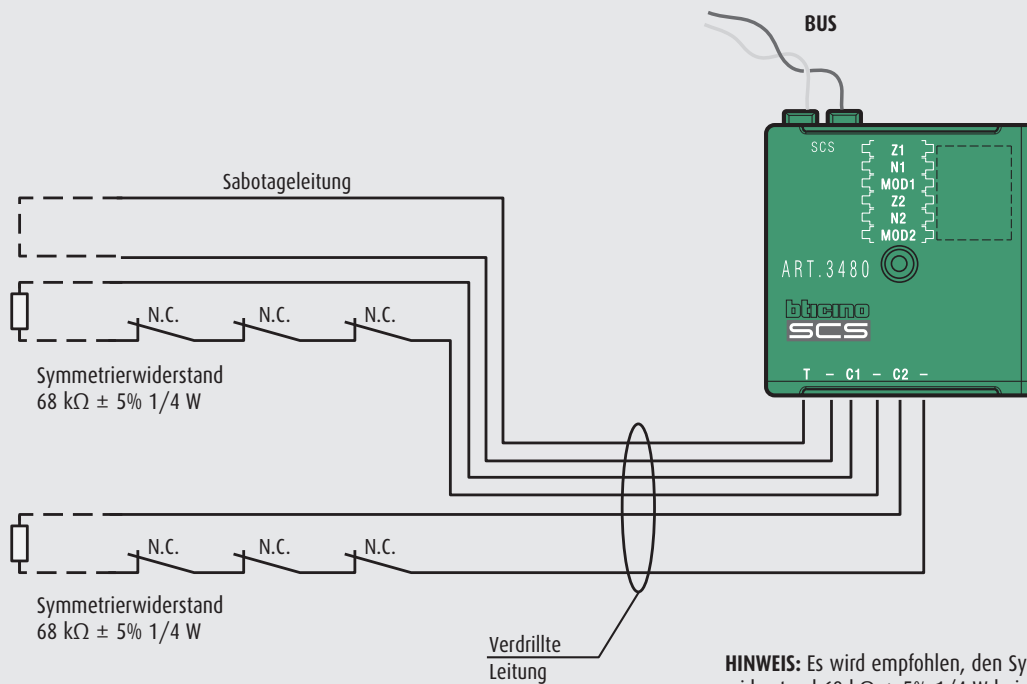 BUS
SCS
Z1
N1
MOD1
Z2
N2
MOD2
ART.3480
bticino
SCS
T – C1 – C2 –
Sabotageleitung
N.C. N.C. N.C.
Symmetrierwiderstand
68 kΩ ± 5% 1/4 W
N.C. N.C. N.C.
Symmetrierwiderstand
68 kΩ ± 5% 1/4 W
Verdrillte
Leitung
HINWEIS: Es wird empfohlen, den Sy